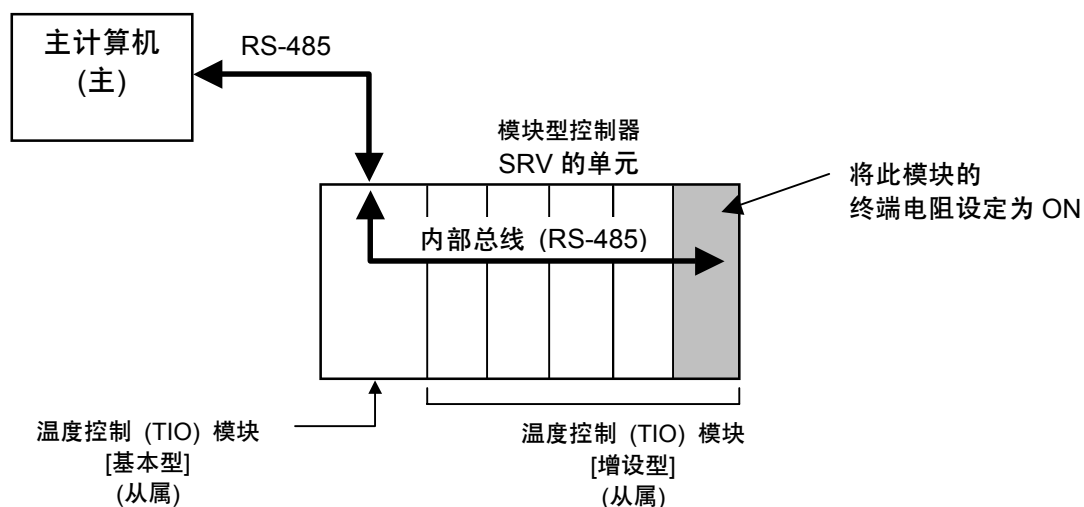 主计算机
(主)
RS-485
模块型控制器
SRV 的单元
将此模块的
终端电阻设定为 ON
内部总线 (RS-485)
温度控制 (TIO) 模块
[基本型]
(从属)
温度控制 (TIO) 模块
[增设型]
(从属)